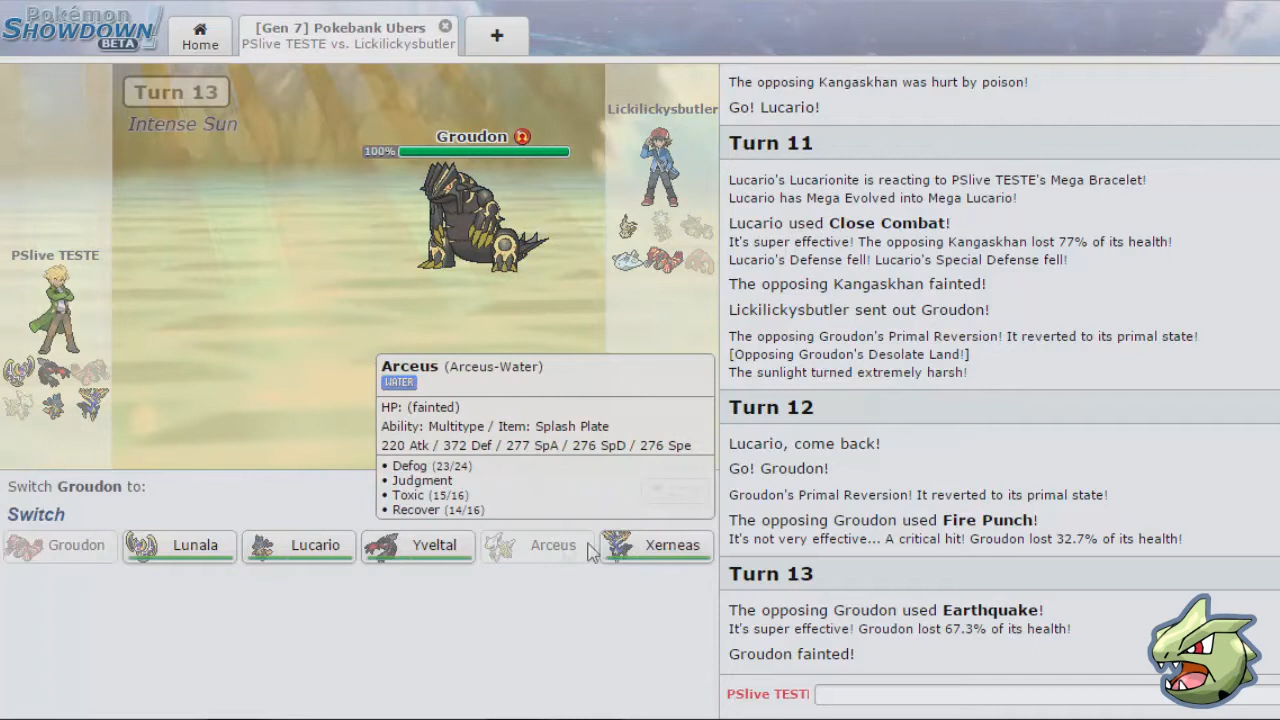 Pokémon
SHOWDOWN!
BETA
Home
[Gen 7] Pokebank Ubers
PSlive TESTE vs. Lickilickysbutler
+
Turn 13
Intense Sun
Groudon
100%
Lickilickysbutler
PSlive TESTE
Arceus (Arceus-Water)
WATER
HP: (fainted)
Ability: Multitype / Item: Splash Plate
220 Atk / 372 Def / 277 SpA / 276 SpD / 276 Spe
• Defog (23/24)
• Judgment
• Toxic (15/16)
• Recover (14/16)
Switch Groudon to:
Switch
Groudon
Lunala
Lucario
Yveltal
Arceus
Xerneas
The opposing Kangaskhan was hurt by poison!
Go! Lucario!
Turn 11
Lucario's Lucarionite is reacting to PSlive TESTE's Mega Bracelet!
Lucario has Mega Evolved into Mega Lucario!
Lucario used Close Combat!
It's super effective! The opposing Kangaskhan lost 77% of its health!
Lucario's Defense fell! Lucario's Special Defense fell!
The opposing Kangaskhan fainted!
Lickilickysbutler sent out Groudon!
The opposing Groudon's Primal Reversion! It reverted to its primal state!
[Opposing Groudon's Desolate Land!]
The sunlight turned extremely harsh!
Turn 12
Lucario, come back!
Go! Groudon!
Groudon's Primal Reversion! It reverted to its primal state!
The opposing Groudon used Fire Punch!
It's not very effective... A critical hit! Groudon lost 32.7% of its health!
Turn 13
The opposing Groudon used Earthquake!
It's super effective! Groudon lost 67.3% of its health!
Groudon fainted!
PSlive TEST